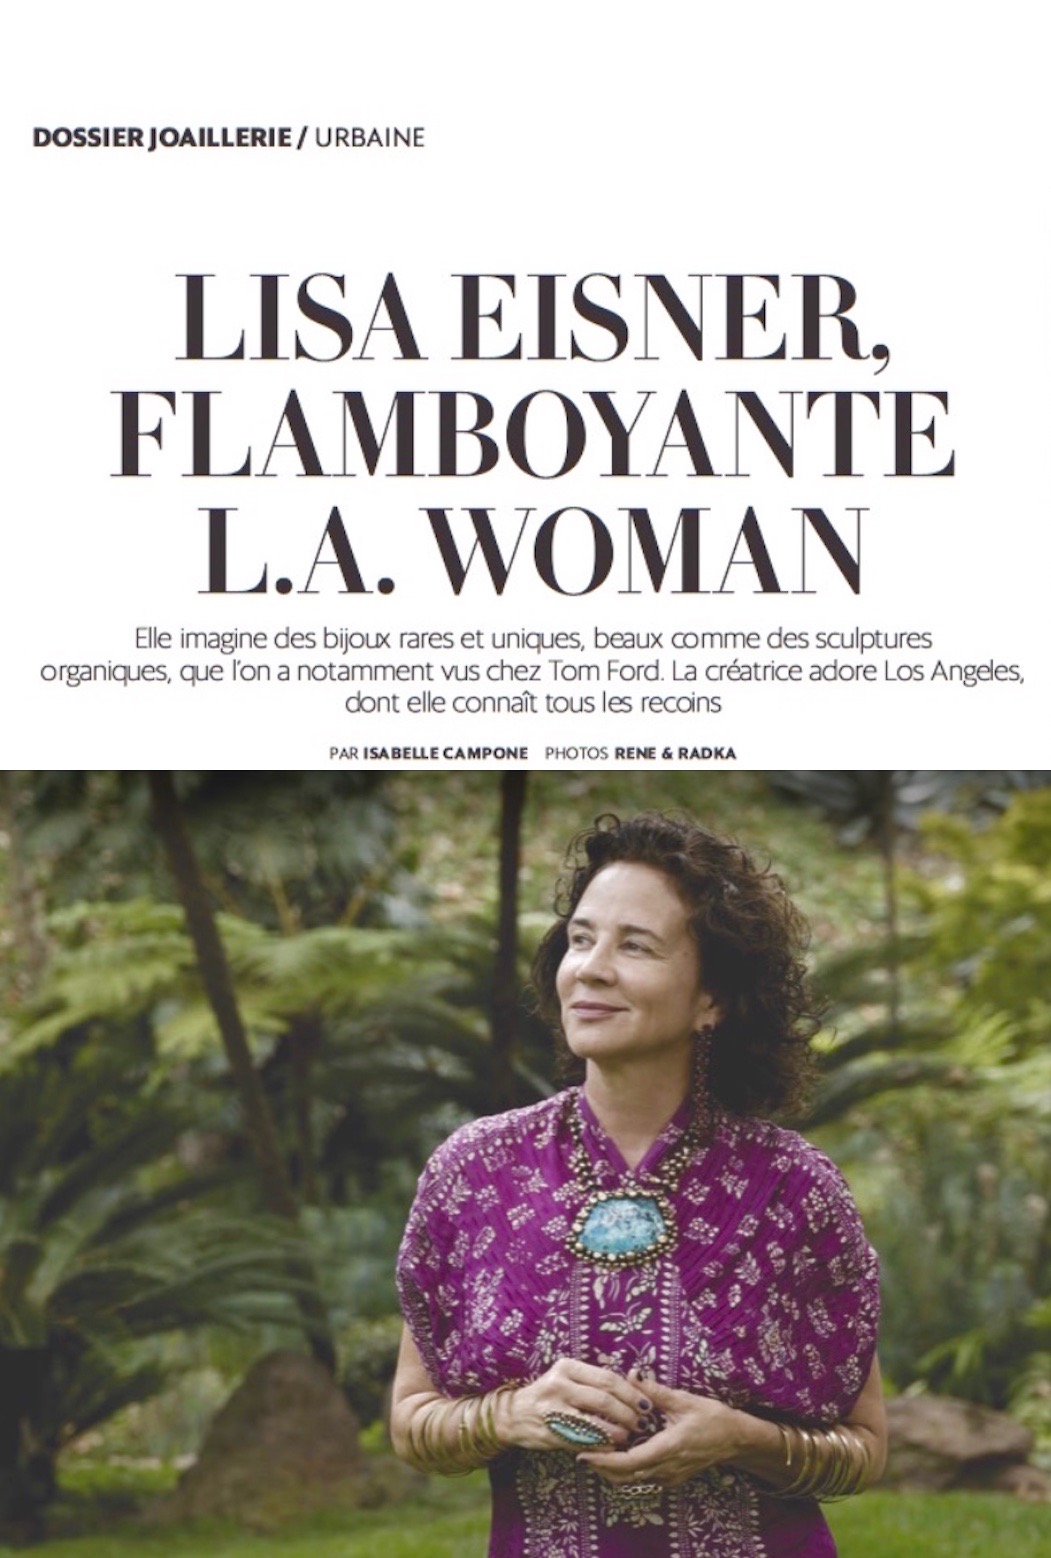 DOSSIER JOAILLERIE / URBAINE
LISA EISNER,
FLAMBOYANTE
L.A. WOMAN
Elle imagine des bijoux rares et uniques, beaux comme des sculptures
organiques, que l'on a notamment vus chez Tom Ford. La créatrice adore Los Angeles,
dont elle connaît tous les recoins
PAR ISABELLE CAMPONE PHOTOS RENE & RADKA